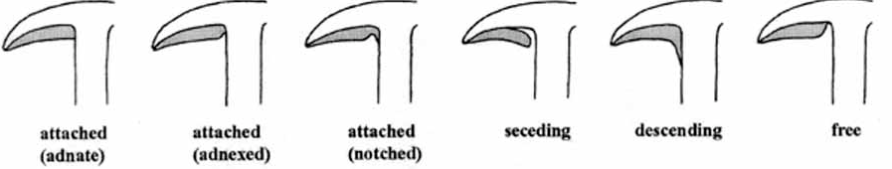 attached
(adnate)
attached
(adnexed)
attached
(notched)
seceding
descending
free